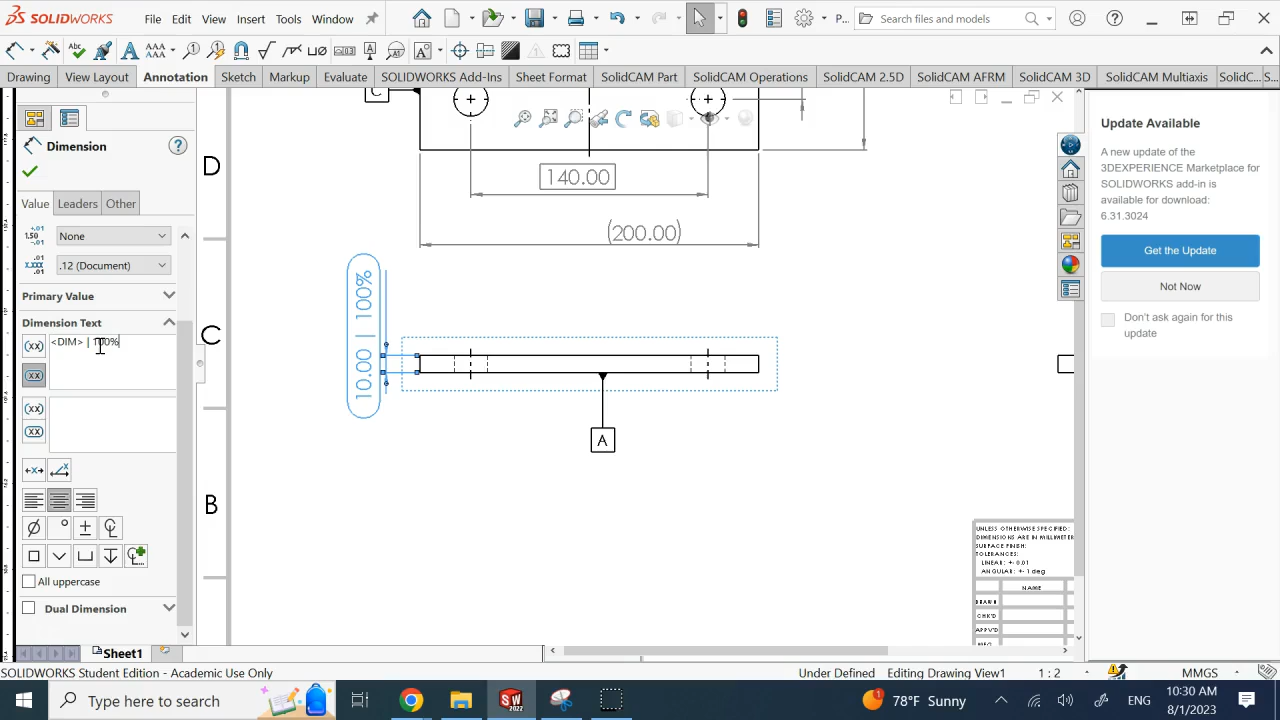 SOLIDWORKS
File Edit View Insert Tools Window
P... Search files and models
Drawing View Layout Annotation Sketch Markup Evaluate SOLIDWORKS Add-Ins Sheet Format SolidCAM Part SolidCAM Operations SolidCAM 2.5D SolidCAM AFRM SolidCAM 3D SolidCAM Multiaxis SolidC... S...
Dimension
Value Leaders Other
None
.12 (Document)
Primary Value
Dimension Text
<DIM> | 100%
All uppercase
Dual Dimension
D
C
B
C
140.00
(200.00)
10.00 | 100%
A
UNLESS OTHERWISE SPECIFIED:
DIMENSIONS ARE IN MILLIMETER
SURFACE FINISH:
TOLERANCES:
LINEAR: +- 0.01
ANGULAR: +- 1 deg
NAME
DRAWN
CHK'D
APPV'D
Update Available
A new update of the
3DEXPERIENCE Marketplace for
SOLIDWORKS add-in is
available for download:
6.31.3024
Get the Update
Not Now
Don't ask again for this
update
Sheet1
SOLIDWORKS Student Edition - Academic Use Only
Under Defined Editing Drawing View1 1 : 2 MMGS
Type here to search
SW
2022
1
78°F Sunny
ENG
10:30 AM
8/1/2023